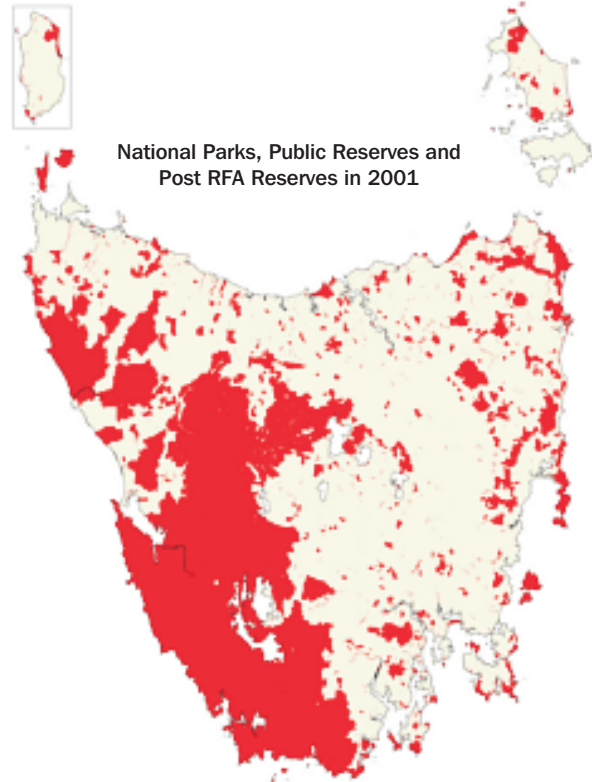 National Parks, Public Reserves and
Post RFA Reserves in 2001